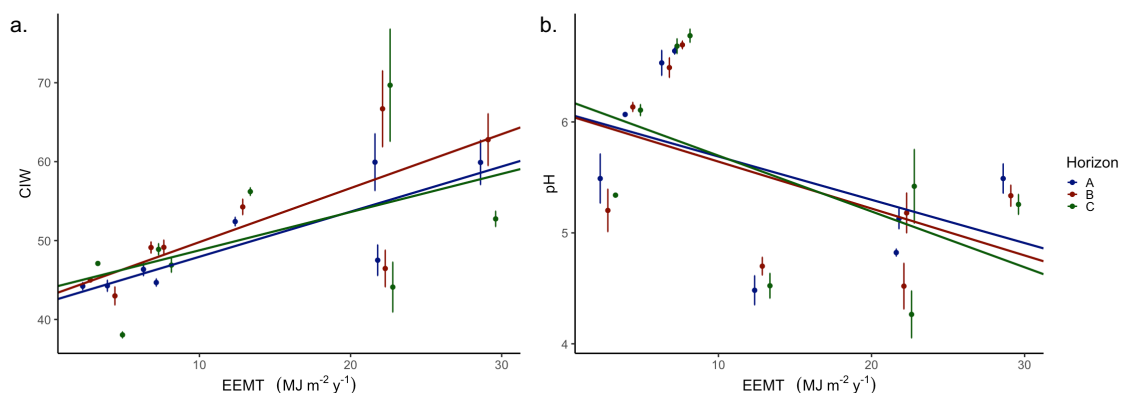 a.
CIW
70
60
50
40
10
20
30
EEMT (MJ m⁻² y⁻¹)
b.
pH
6
5
4
10
20
30
EEMT (MJ m⁻² y⁻¹)
Horizon
A
B
C